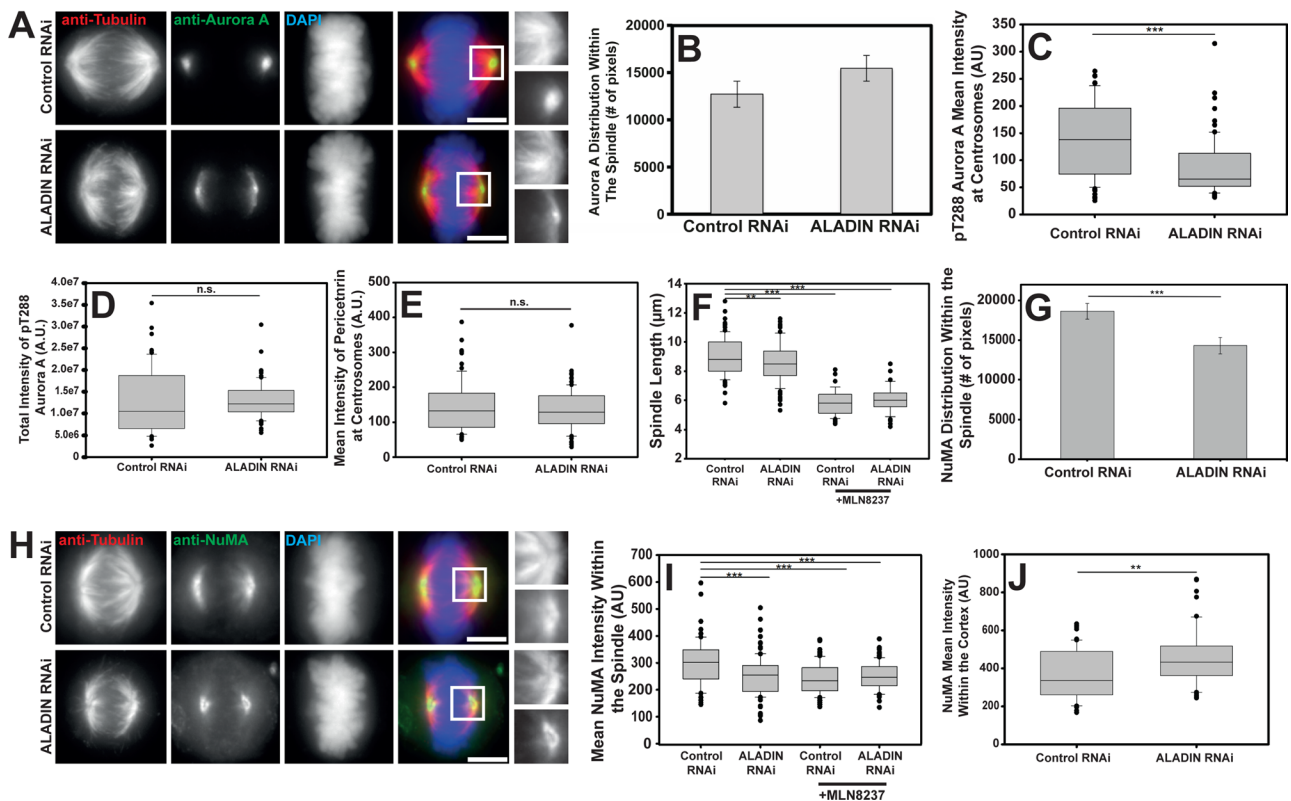 A
anti-Tubulin
anti-Aurora A
DAPI
Control RNAi
ALADIN RNAi
B
Aurora A Distribution Within
The Spindle (# of pixels)
20000
15000
10000
5000
0
Control RNAi
ALADIN RNAi
C
pT288 Aurora A Mean Intensity
at Centrosomes (AU)
350
300
250
200
150
100
50
0
***
Control RNAi
ALADIN RNAi
D
Total Intensity of pT288
Aurora A (A.U.)
4.0e7
3.5e7
3.0e7
2.5e7
2.0e7
1.5e7
1.0e7
5.0e6
0
n.s.
Control RNAi
ALADIN RNAi
E
Mean Intensity of Pericetnrin
at Centrosomes (A.U.)
500
400
300
200
100
0
n.s.
Control RNAi
ALADIN RNAi
F
Spindle Length (µm)
14
12
10
8
6
4
2
***
***
**
Control
RNAi
ALADIN
RNAi
Control
RNAi
ALADIN
RNAi
+MLN8237
G
NuMA Distribution Within the
Spindle (# of pixels)
20000
15000
10000
5000
0
***
Control RNAi
ALADIN RNAi
H
anti-Tubulin
anti-NuMA
DAPI
Control RNAi
ALADIN RNAi
I
Mean NuMA Intensity Within
the Spindle (AU)
700
600
500
400
300
200
100
0
***
***
***
Control
RNAi
ALADIN
RNAi
Control
RNAi
ALADIN
RNAi
+MLN8237
J
NuMA Mean Intensity
Within the Cortex (AU)
1000
800
600
400
200
0
**
Control RNAi
ALADIN RNAi